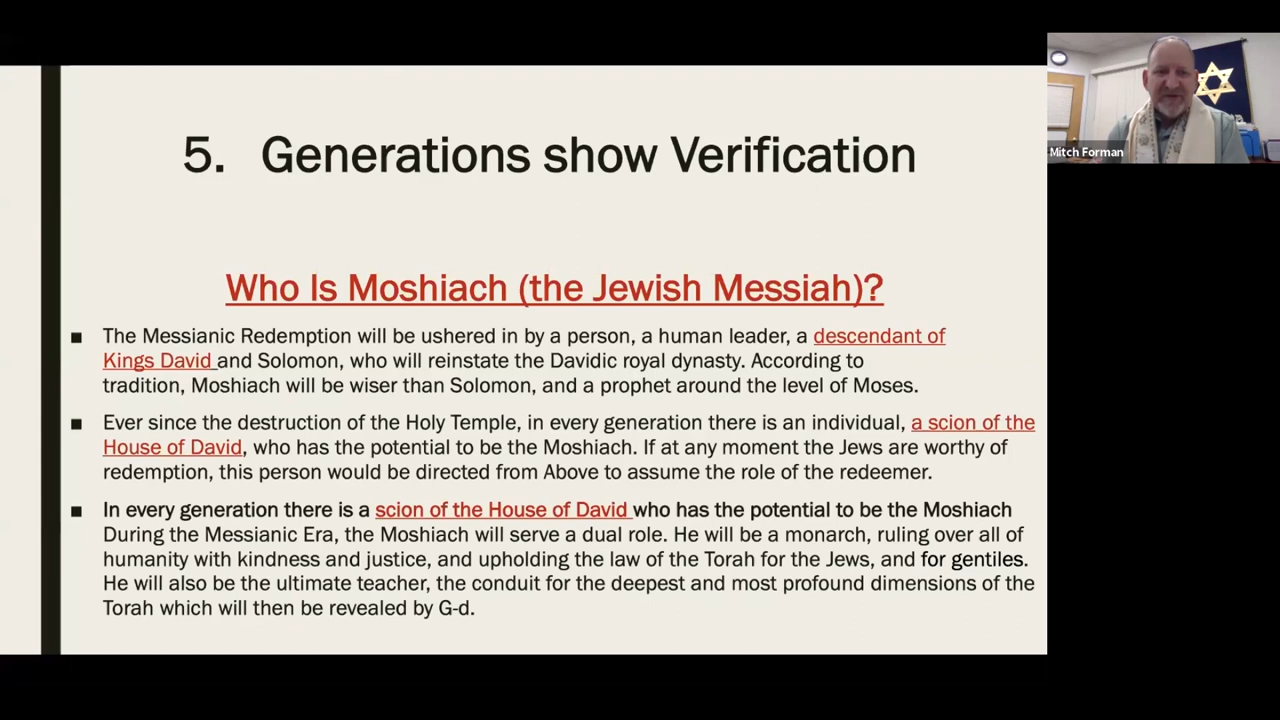 5. Generations show Verification
Who Is Moshiach (the Jewish Messiah)?
■ The Messianic Redemption will be ushered in by a person, a human leader, a descendant of
Kings David and Solomon, who will reinstate the Davidic royal dynasty. According to
tradition, Moshiach will be wiser than Solomon, and a prophet around the level of Moses.
■ Ever since the destruction of the Holy Temple, in every generation there is an individual, a scion of the
House of David, who has the potential to be the Moshiach. If at any moment the Jews are worthy of
redemption, this person would be directed from Above to assume the role of the redeemer.
■ In every generation there is a scion of the House of David who has the potential to be the Moshiach
During the Messianic Era, the Moshiach will serve a dual role. He will be a monarch, ruling over all of
humanity with kindness and justice, and upholding the law of the Torah for the Jews, and for gentiles.
He will also be the ultimate teacher, the conduit for the deepest and most profound dimensions of the
Torah which will then be revealed by G-d.
Mitch Forman